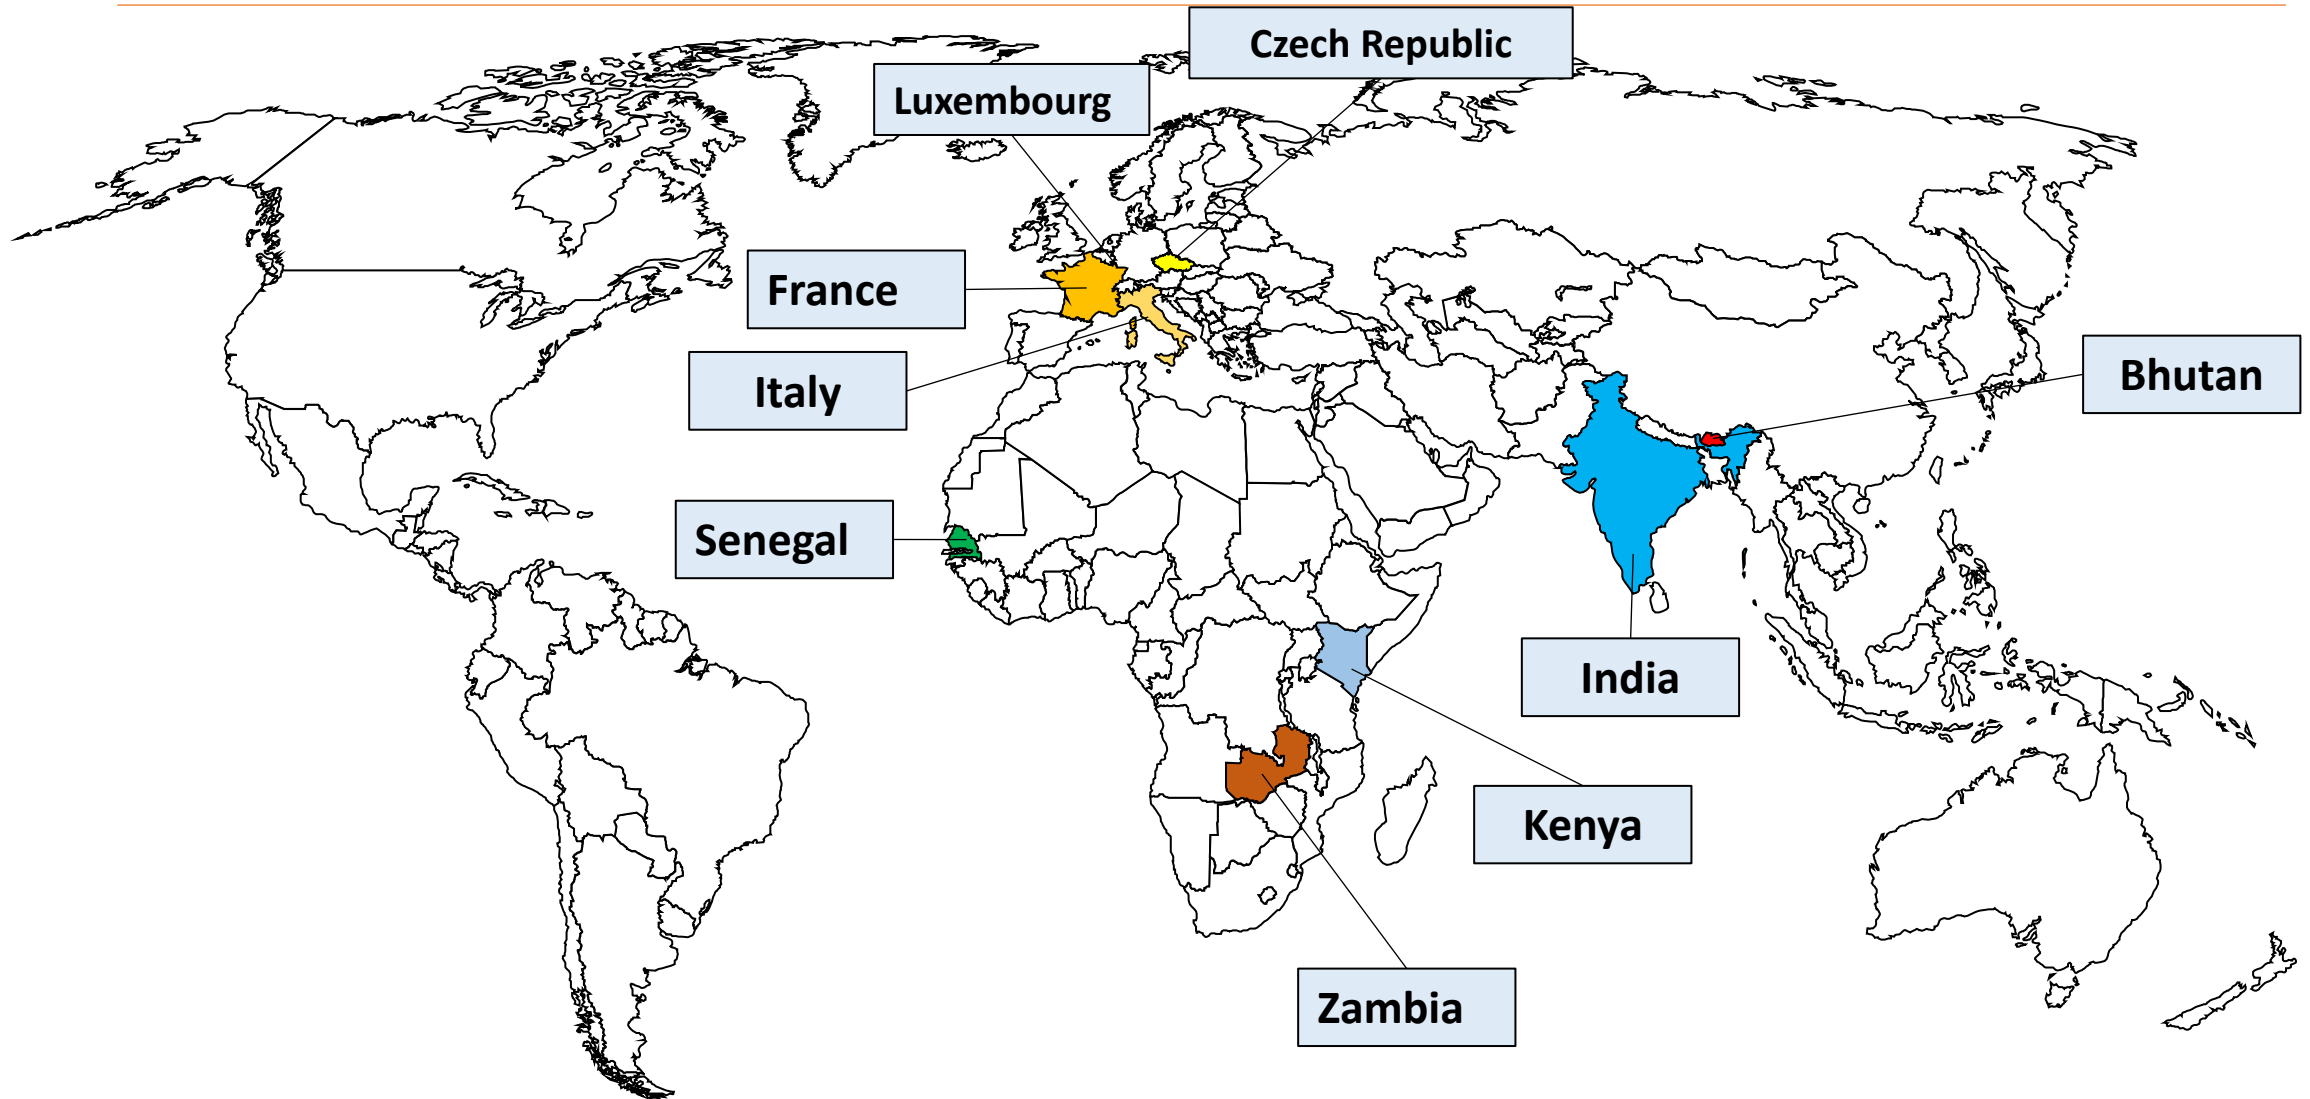 Czech Republic
Luxembourg
France
Italy
Bhutan
Senegal
India
Kenya
Zambia